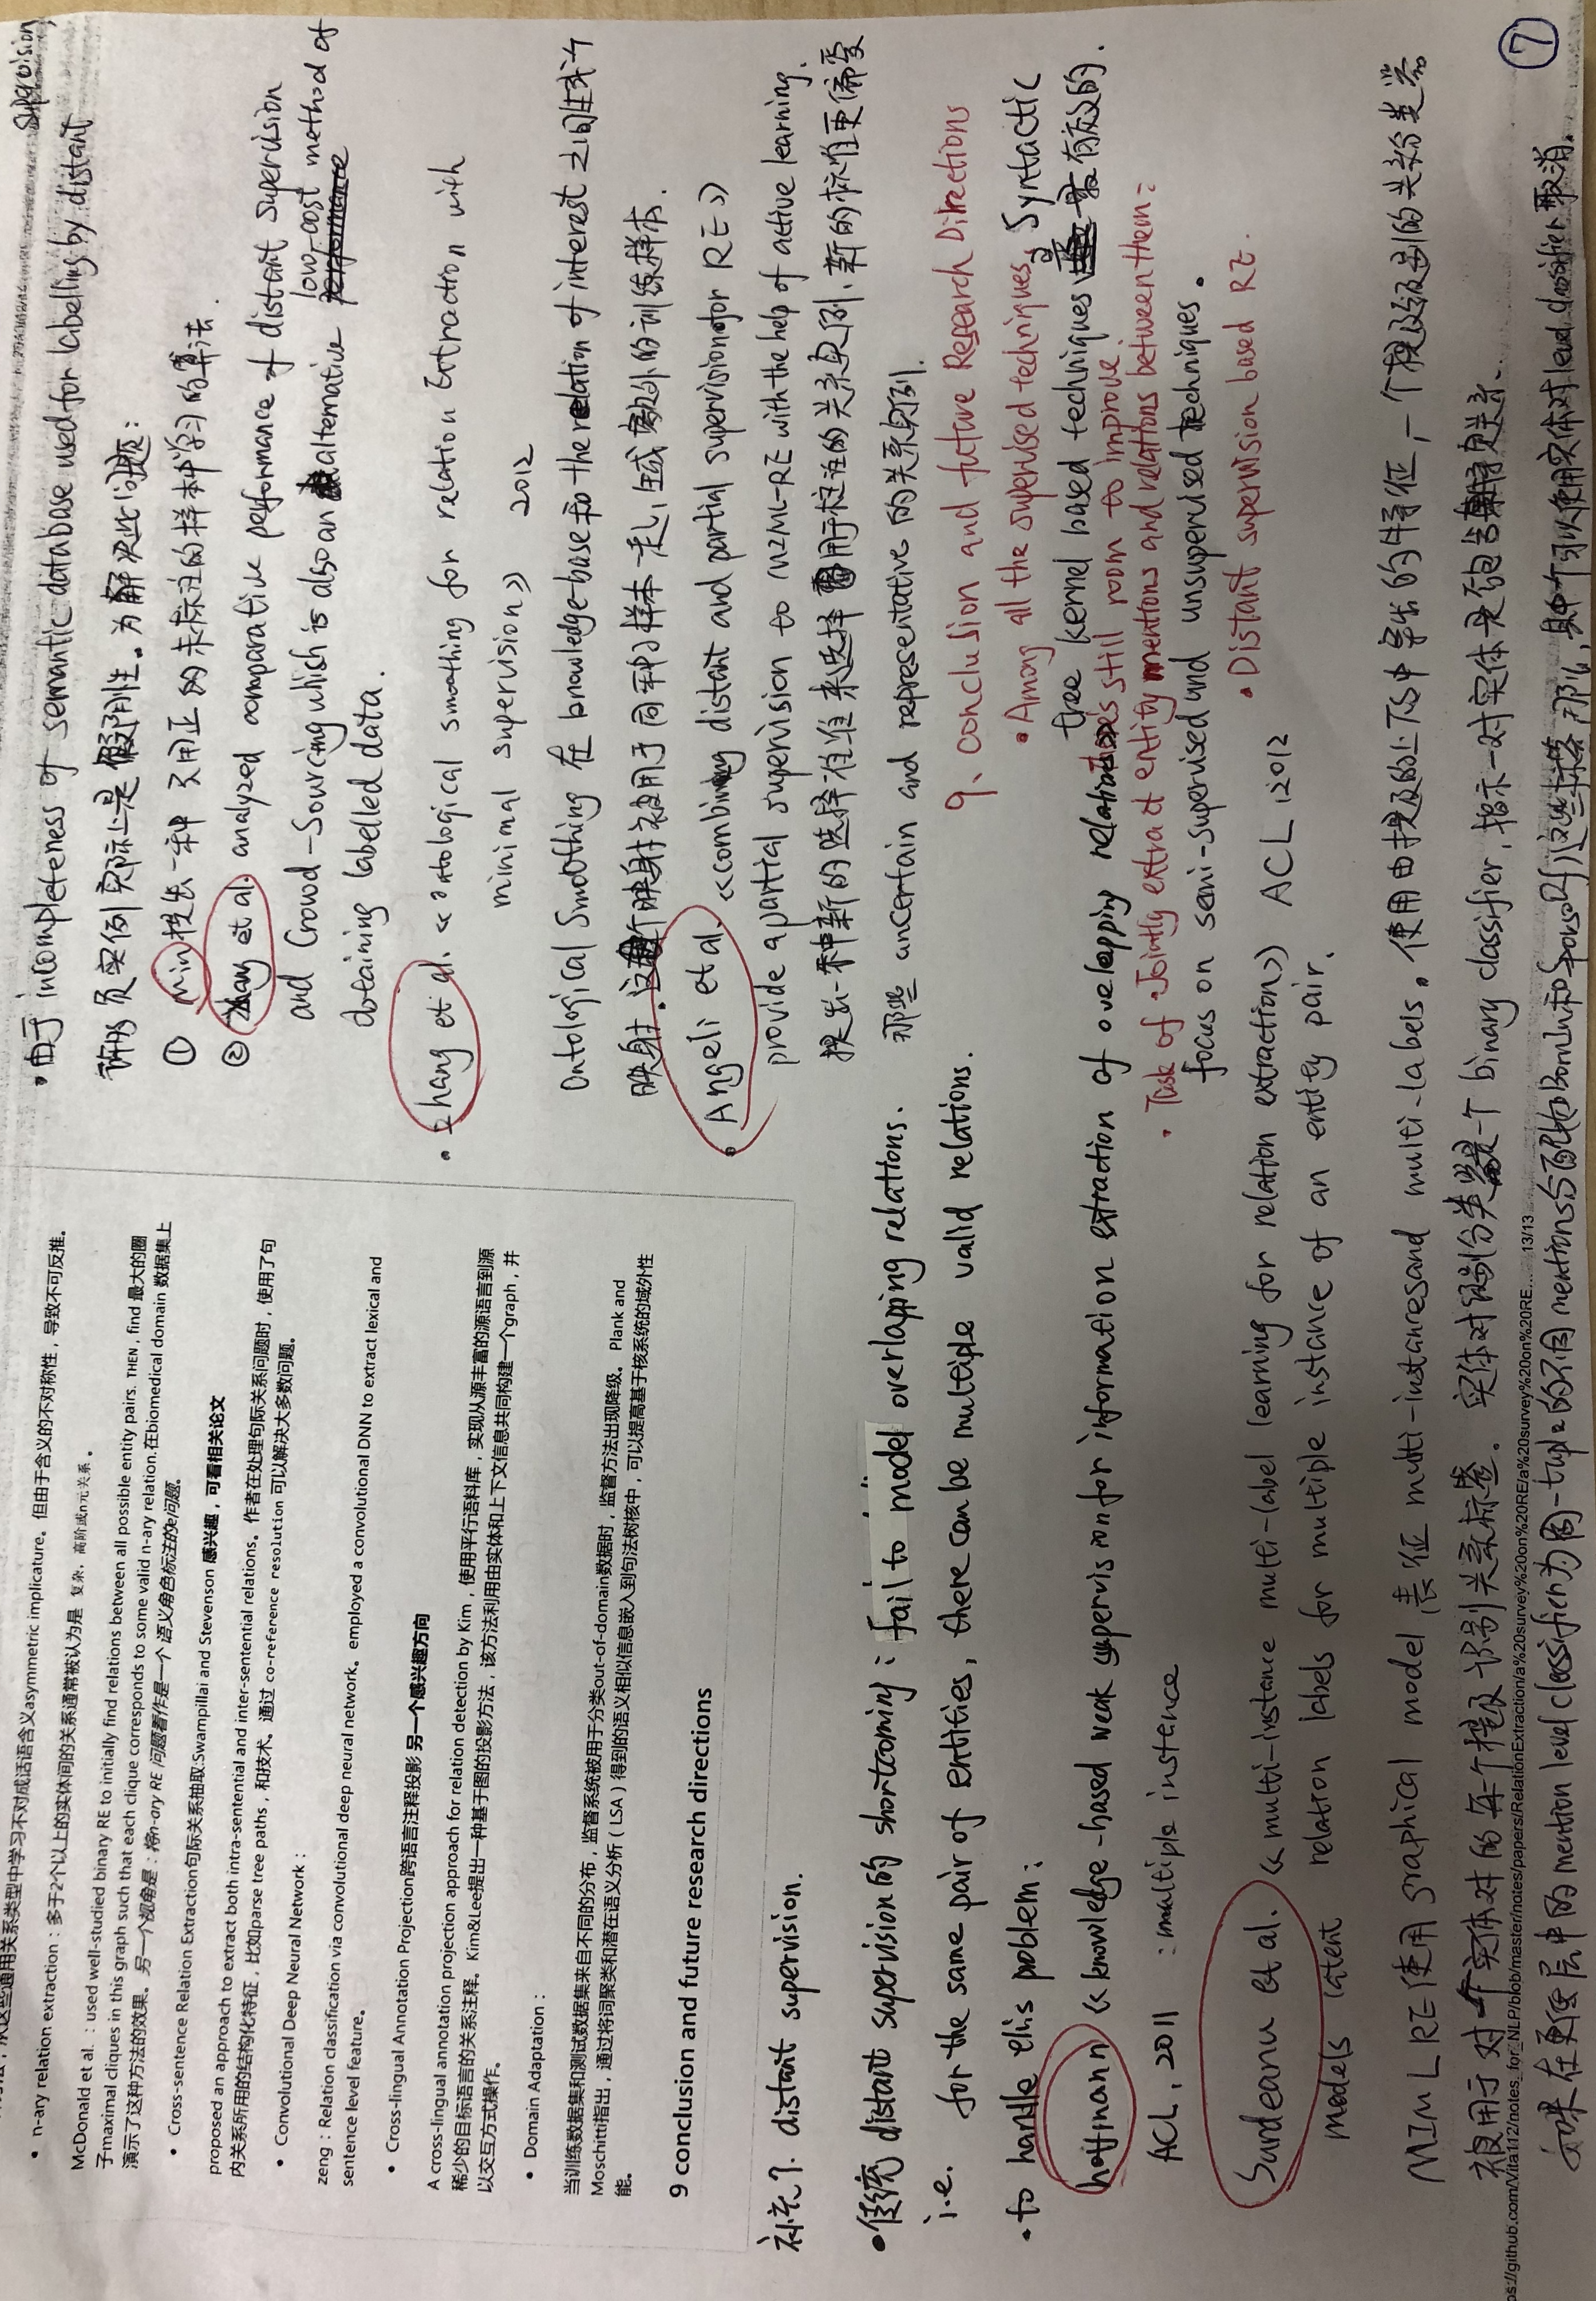 从这些通用关系类型中学习不对成话语含义asymmetric implicature。但由于含义的不对称性，导致不可反推。
• n-ary relation extraction：多于2个以上的实体间的关系通常被认为是 复杂，高阶或n元关系 。
McDonald et al. ：used well-studied binary RE to initially find relations between all possible entity pairs. THEN，find 最大的圈
子maximal cliques in this graph such that each clique corresponds to some valid n-ary relation.在biomedical domain 数据集上
演示了这种方法的效果。另一个视角是：将n-ary RE 问题看作是一个 语义角色标注的e问题。
• Cross-sentence Relation Extraction句际关系抽取:Swampillai and Stevenson 感兴趣，可看相关论文
proposed an approach to extract both intra-sentential and inter-sentential relations。作者在处理句际关系问题时，使用了句
内关系所用的结构化特征，比如parse tree paths，和技术。通过 co-reference resolution 可以解决大多数问题。
• Convolutional Deep Neural Network：
zeng：Relation classification via convolutional deep neural network。employed a convolutional DNN to extract lexical and
sentence level feature。
• Cross-lingual Annotation Projection跨语言注释投影 另一个感兴趣方向
A cross-lingual annotation projection approach for relation detection by Kim，使用平行语料库，实现从源丰富的源语言到源
稀少的目标语言的关系注释。Kim&Lee提出一种基于图的投影方法，该方法利用由实体和上下文信息共同构建一个graph，并
以交互方式操作。
• Domain Adaptation：
当训练数据集和测试数据集来自不同的分布，监督系统被用于分类out-of-domain数据时，监督方法出现降级。 Plank and
Moschitti指出，通过将词聚类和潜在语义分析（LSA）得到的语义相似信息嵌入到句法树核中，可以提高基于核系统的域外性
能。
9 conclusion and future research directions
补充7. distant supervision.
•传统 distant supervision的 shortcoming：fail to model overlapping relations.
i.e. for the same pair of entities, there can be multiple valid relations.
•to handle this problem：
hoffmann 《knowledge-based weak supervision for information extraction of overlapping relations》
ACL, 2011 :multiple instence
Surdeanu et al. 《multi-instance multi-label learning for relation extraction》 ACL,2012
models latent relation labels for multiple instance of an entity pair.
MIML RE使用 graphical model 表征 multi-instances and multi-labels。使用由提及的上下文中导出的特征,一个提及级别的关系分类器
被用于对一个实体对的每个提及识别关系标签。实体对级别分类器是一个 binary classifier, 指示一对实体是否包含某特定关系.
ps://github.com/Vita112/notes_for_NLP/blob/master/notes/papers/RelationExtraction/a%20survey%20on%20RE/a%20survey%20on%20RE... 13/13
如果在更低层中的mention level classifier为同一tuple的不同mentions分配如BornIn和SpouseOf这些标签,那么,其中一个可以使用实体对level classifier取消.
supervision,
•由于incompleteness of semantic database used for labelling by distant
许多负实例实际上是假阴性。为解决此问题：
① min提出一种 只用正的未标注的样本中学习的算法.
② zhang et al. analyzed comparative performance of distant supervision
and Crowd-Sourcing which is also an alternative low-cost method of
obtaining labelled data.
• zhang et al. 《ontological smoothing for relation Extraction with
minimal supervision》 2012
Ontological Smoothing 在 knowledge-base和the relation of interest 之间生成
映射. 这个映射被用于同种子样本一起,生成额外的训练样本.
• Angeli et al. 《combining distant and partial supervision for RE》
provide a partial supervision to MIML-RE with the help of active learning.
提出一种新的选择准准来选择用于标注的关系实例,新的标准更偏爱
那些 uncertain and representative 的关系实例.
9、conclusion and future Research Directions
•Among all the supervised techniques, Syntactic
tree kernel based techniques 是最有效的.
There's still room to improve.
• Task of Jointly extract entity mentions and relations between them：
focus on semi-supervised and unsupervised techniques。
• Distant supervision based RE.
⑦